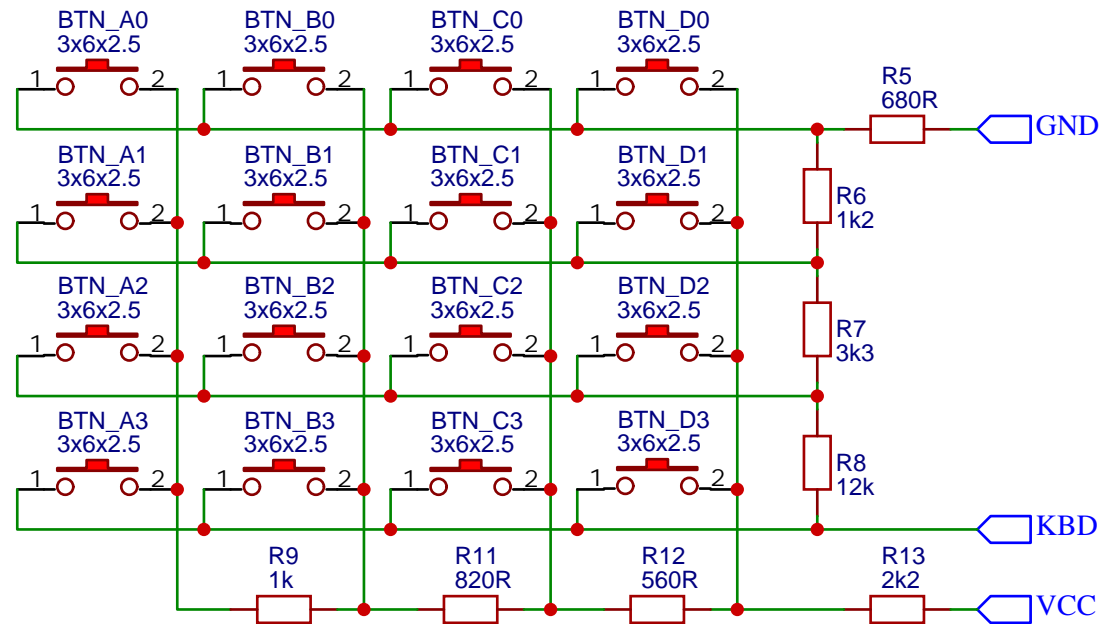 BTN_A0
3x6x2.5
1 2
BTN_B0
3x6x2.5
1 2
BTN_C0
3x6x2.5
1 2
BTN_D0
3x6x2.5
1 2
R5
680R
GND
BTN_A1
3x6x2.5
1 2
BTN_B1
3x6x2.5
1 2
BTN_C1
3x6x2.5
1 2
BTN_D1
3x6x2.5
1 2
R6
1k2
BTN_A2
3x6x2.5
1 2
BTN_B2
3x6x2.5
1 2
BTN_C2
3x6x2.5
1 2
BTN_D2
3x6x2.5
1 2
R7
3k3
BTN_A3
3x6x2.5
1 2
BTN_B3
3x6x2.5
1 2
BTN_C3
3x6x2.5
1 2
BTN_D3
3x6x2.5
1 2
R8
12k
KBD
R9
1k
R11
820R
R12
560R
R13
2k2
VCC